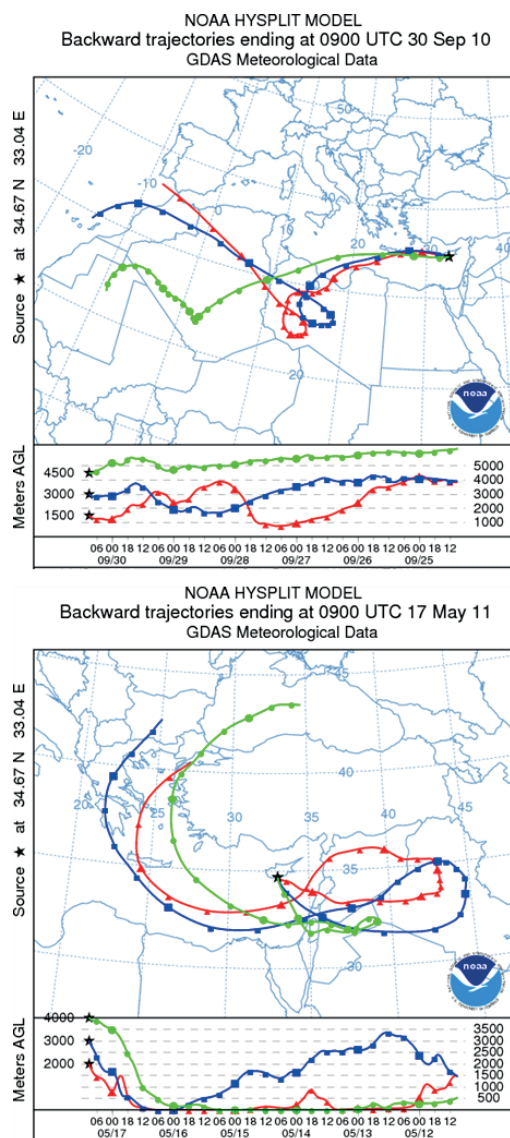 NOAA HYSPLIT MODEL
Backward trajectories ending at 0900 UTC 30 Sep 10
GDAS Meteorological Data
Source ★ at 34.67 N 33.04 E
-20
-10
0
10
20
30
40
50
40
30
20
noaa
Meters AGL
4500
3000
1500
5000
4000
3000
2000
1000
06 00 18 12 06 00 18 12 06 00 18 12 06 00 18 12 06 00 18 12 06 00 18 12
09/30 09/29 09/28 09/27 09/26 09/25
NOAA HYSPLIT MODEL
Backward trajectories ending at 0900 UTC 17 May 11
GDAS Meteorological Data
Source ★ at 34.67 N 33.04 E
20
25
30
35
40
45
40
35
30
noaa
Meters AGL
4000
3000
2000
3500
3000
2500
2000
1500
1000
500
06 00 18 12 06 00 18 12 06 00 18 12 06 00 18 12 06 00 18 12 06 00 18 12
05/17 05/16 05/15 05/14 05/13 05/12